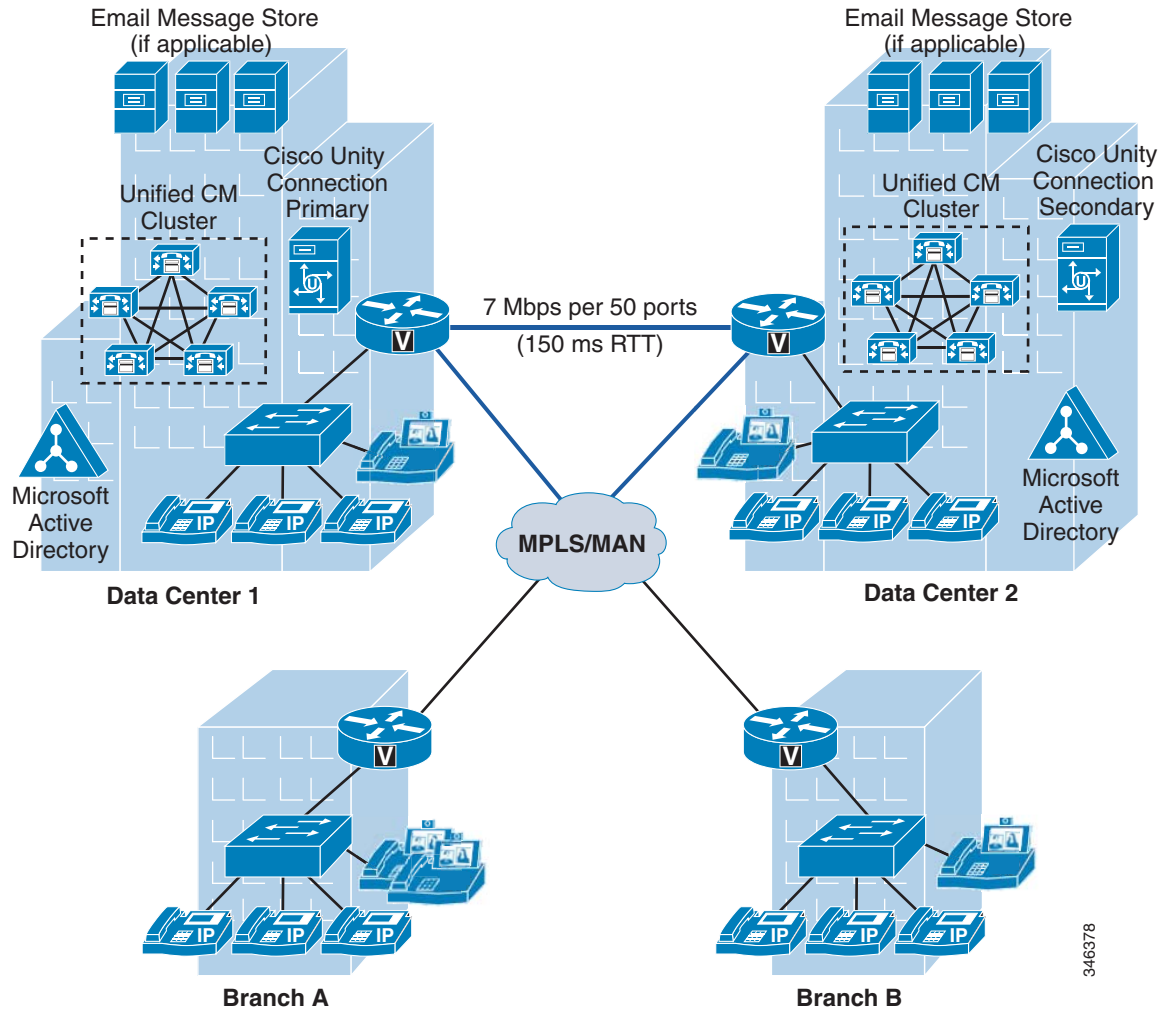 Email Message Store
(if applicable)
Cisco Unity
Connection
Primary
Unified CM
Cluster
U
V
Microsoft
Active
Directory
IP
IP
IP
Data Center 1
7 Mbps per 50 ports
(150 ms RTT)
Email Message Store
(if applicable)
Cisco Unity
Connection
Secondary
Unified CM
Cluster
U
V
Microsoft
Active
Directory
IP
IP
IP
Data Center 2
MPLS/MAN
V
IP
IP
IP
Branch A
V
IP
IP
IP
Branch B
346378